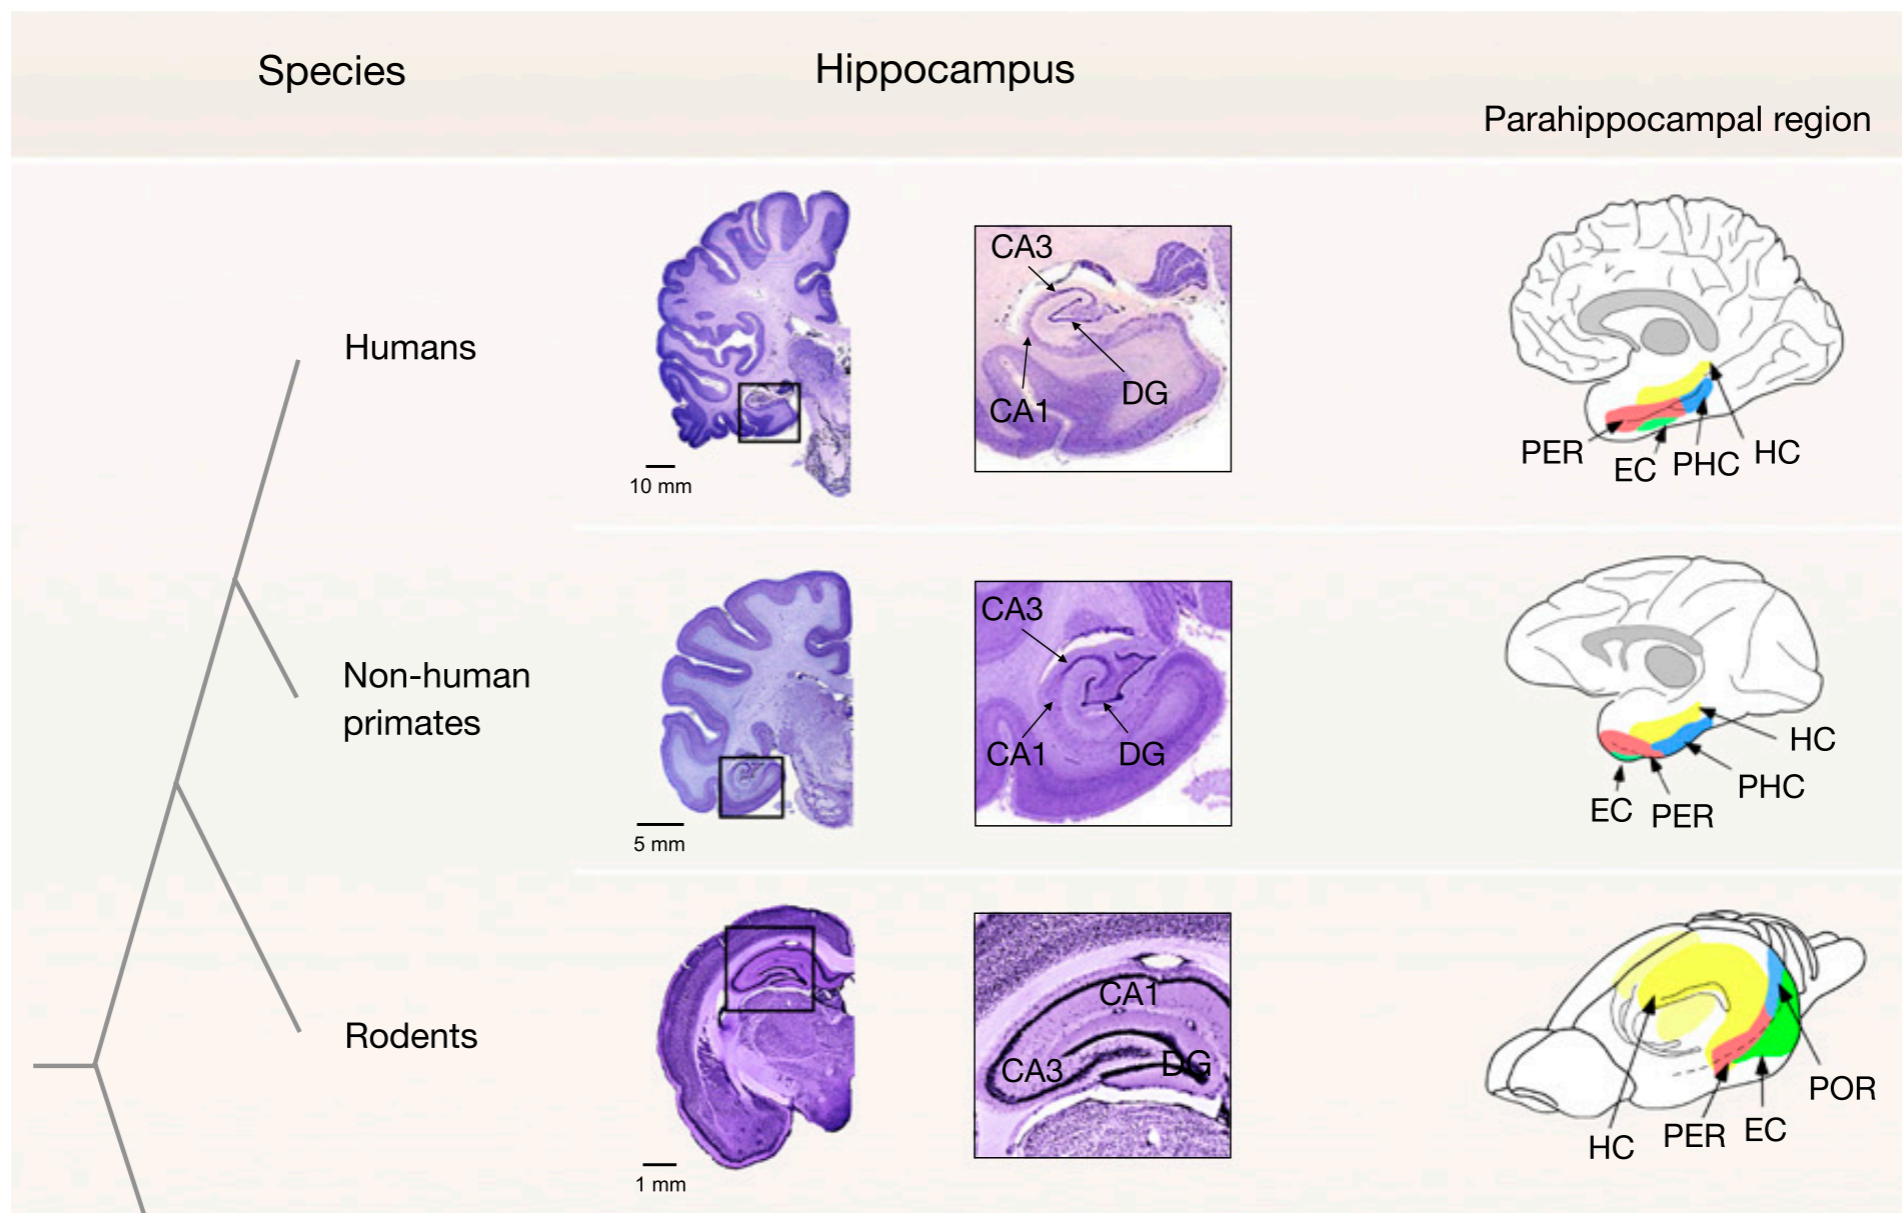 Species
Hippocampus
Parahippocampal region
Humans
10 mm
CA3
CA1
DG
PER
EC
PHC
HC
Non-human
primates
5 mm
CA3
CA1
DG
HC
PHC
EC
PER
Rodents
1 mm
CA1
CA3
DG
POR
EC
PER
HC